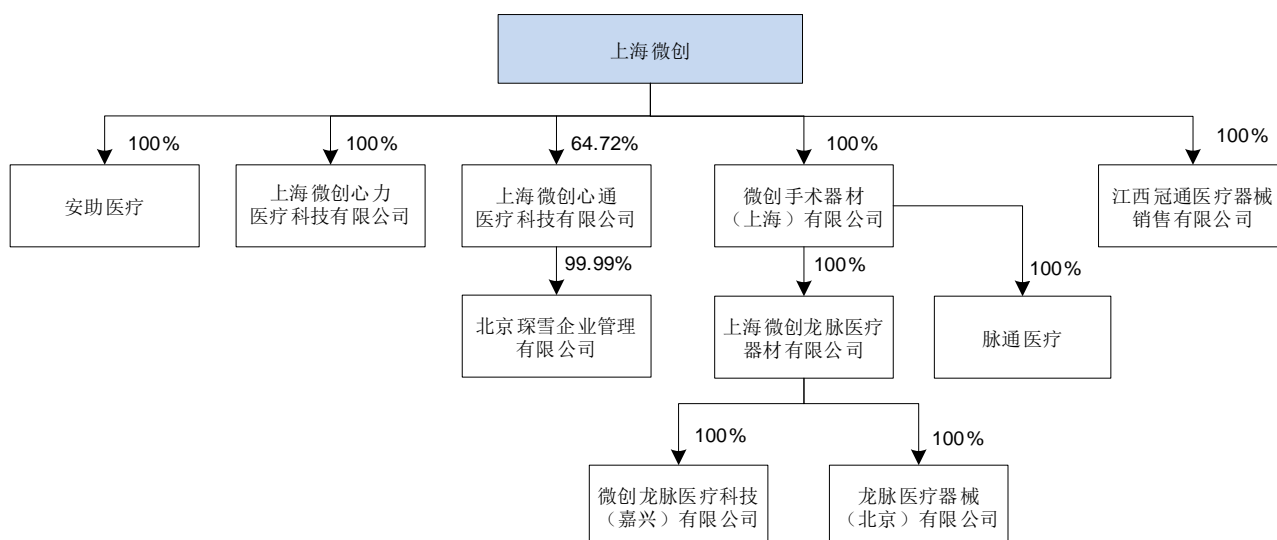 上海微创
100%
100%
64.72%
100%
100%
安助医疗
上海微创心力
医疗科技有限公司
上海微创心通
医疗科技有限公司
微创手术器材
（上海）有限公司
江西冠通医疗器械
销售有限公司
99.99%
100%
100%
北京琛雪企业管理
有限公司
上海微创龙脉医疗
器材有限公司
脉通医疗
100%
100%
微创龙脉医疗科技
（嘉兴）有限公司
龙脉医疗器械
（北京）有限公司